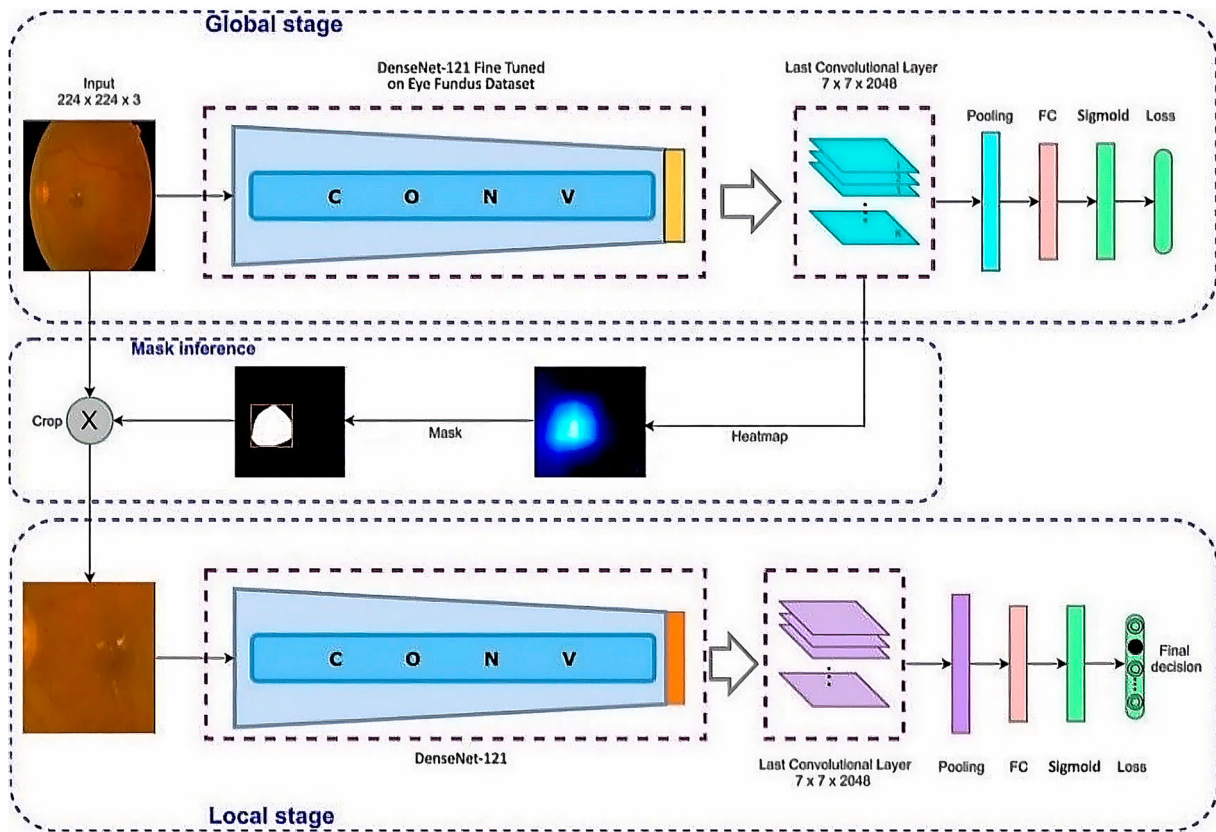 Global stage
Input
224 x 224 x 3
DenseNet-121 Fine Tuned
on Eye Fundus Dataset
C O N V
Last Convolutional Layer
7 x 7 x 2048
Pooling
FC
Sigmoid
Loss
Mask inference
Crop
X
Mask
Heatmap
C O N V
DenseNet-121
Last Convolutional Layer
7 x 7 x 2048
Pooling
FC
Sigmoid
Loss
Final
decision
Local stage